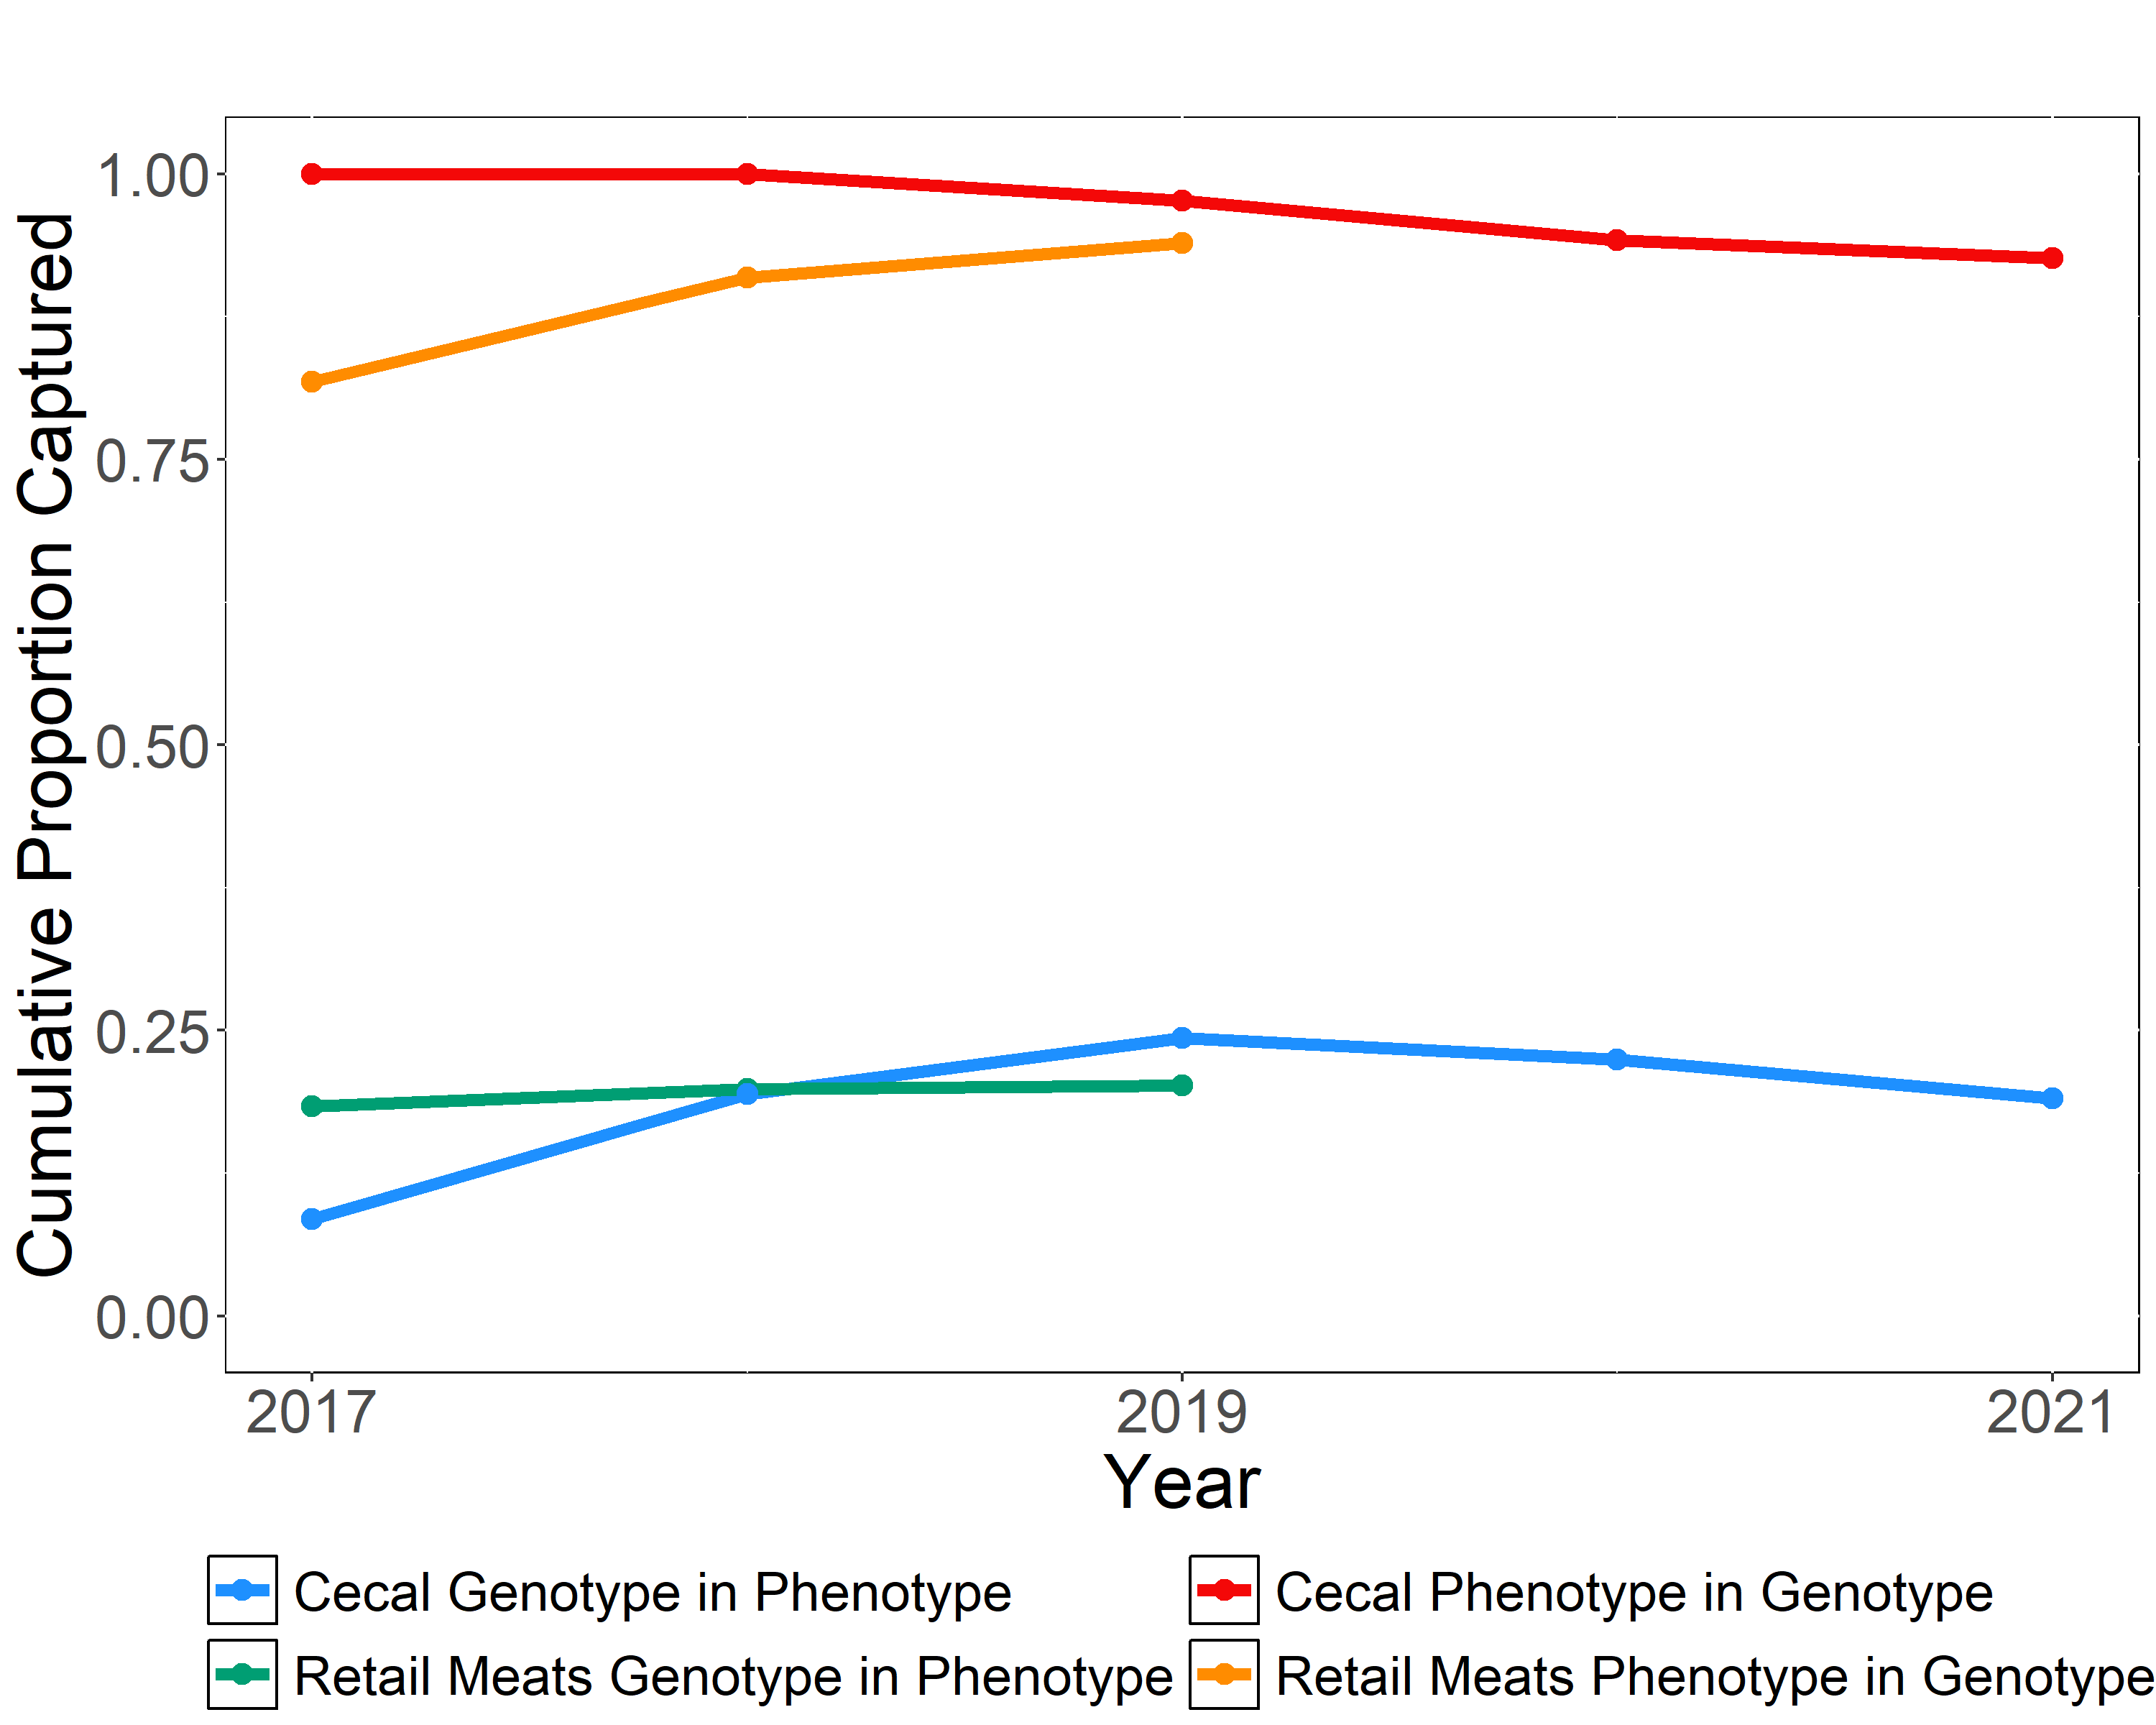 Cumulative Proportion Captured
1.00
0.75
0.50
0.25
0.00
2017
2019
2021
Year
Cecal Genotype in Phenotype
Cecal Phenotype in Genotype
Retail Meats Genotype in Phenotype
Retail Meats Phenotype in Genotype